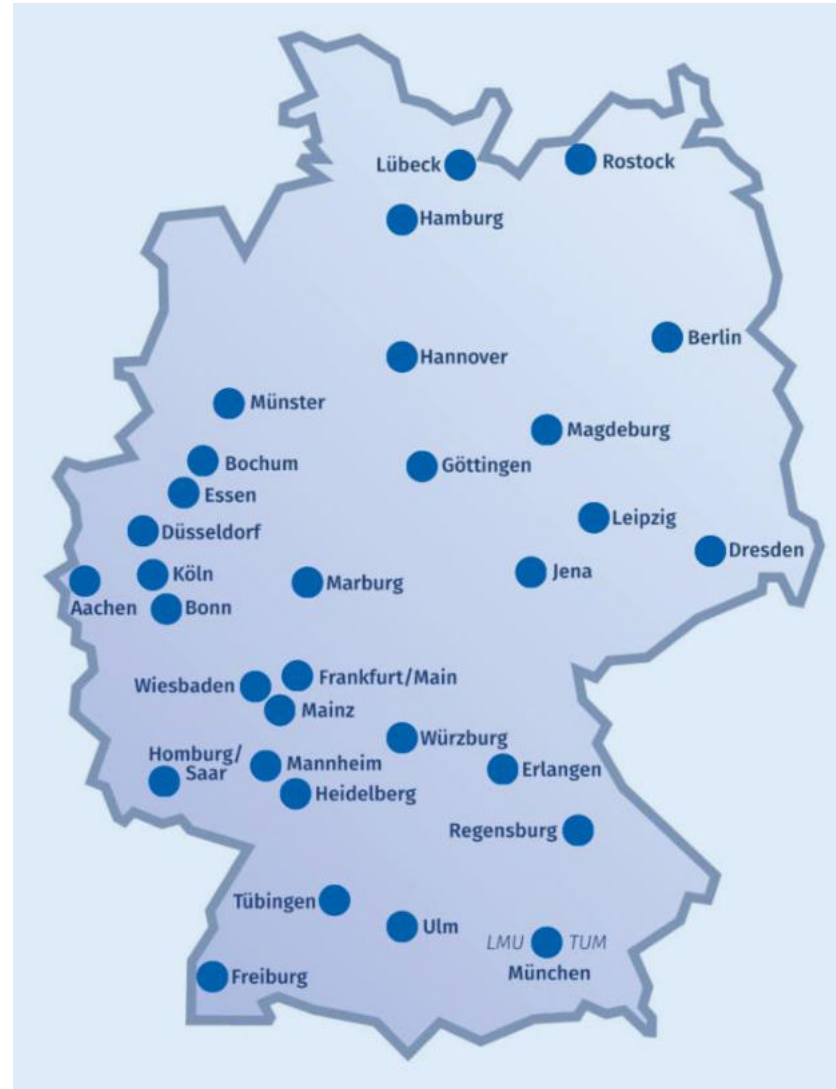 Lübeck
Rostock
Hamburg
Berlin
Hannover
Münster
Magdeburg
Bochum
Göttingen
Essen
Leipzig
Düsseldorf
Dresden
Köln
Jena
Marburg
Aachen
Bonn
Frankfurt/Main
Wiesbaden
Mainz
Würzburg
Homburg/
Saar
Mannheim
Erlangen
Heidelberg
Regensburg
Tübingen
Ulm
LMU TUM
München
Freiburg